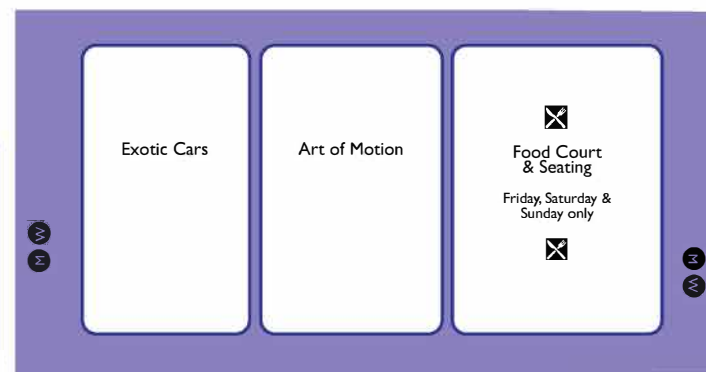 Exotic Cars
Art of Motion
Food Court
& Seating
Friday, Saturday &
Sunday only
W
M
M
W